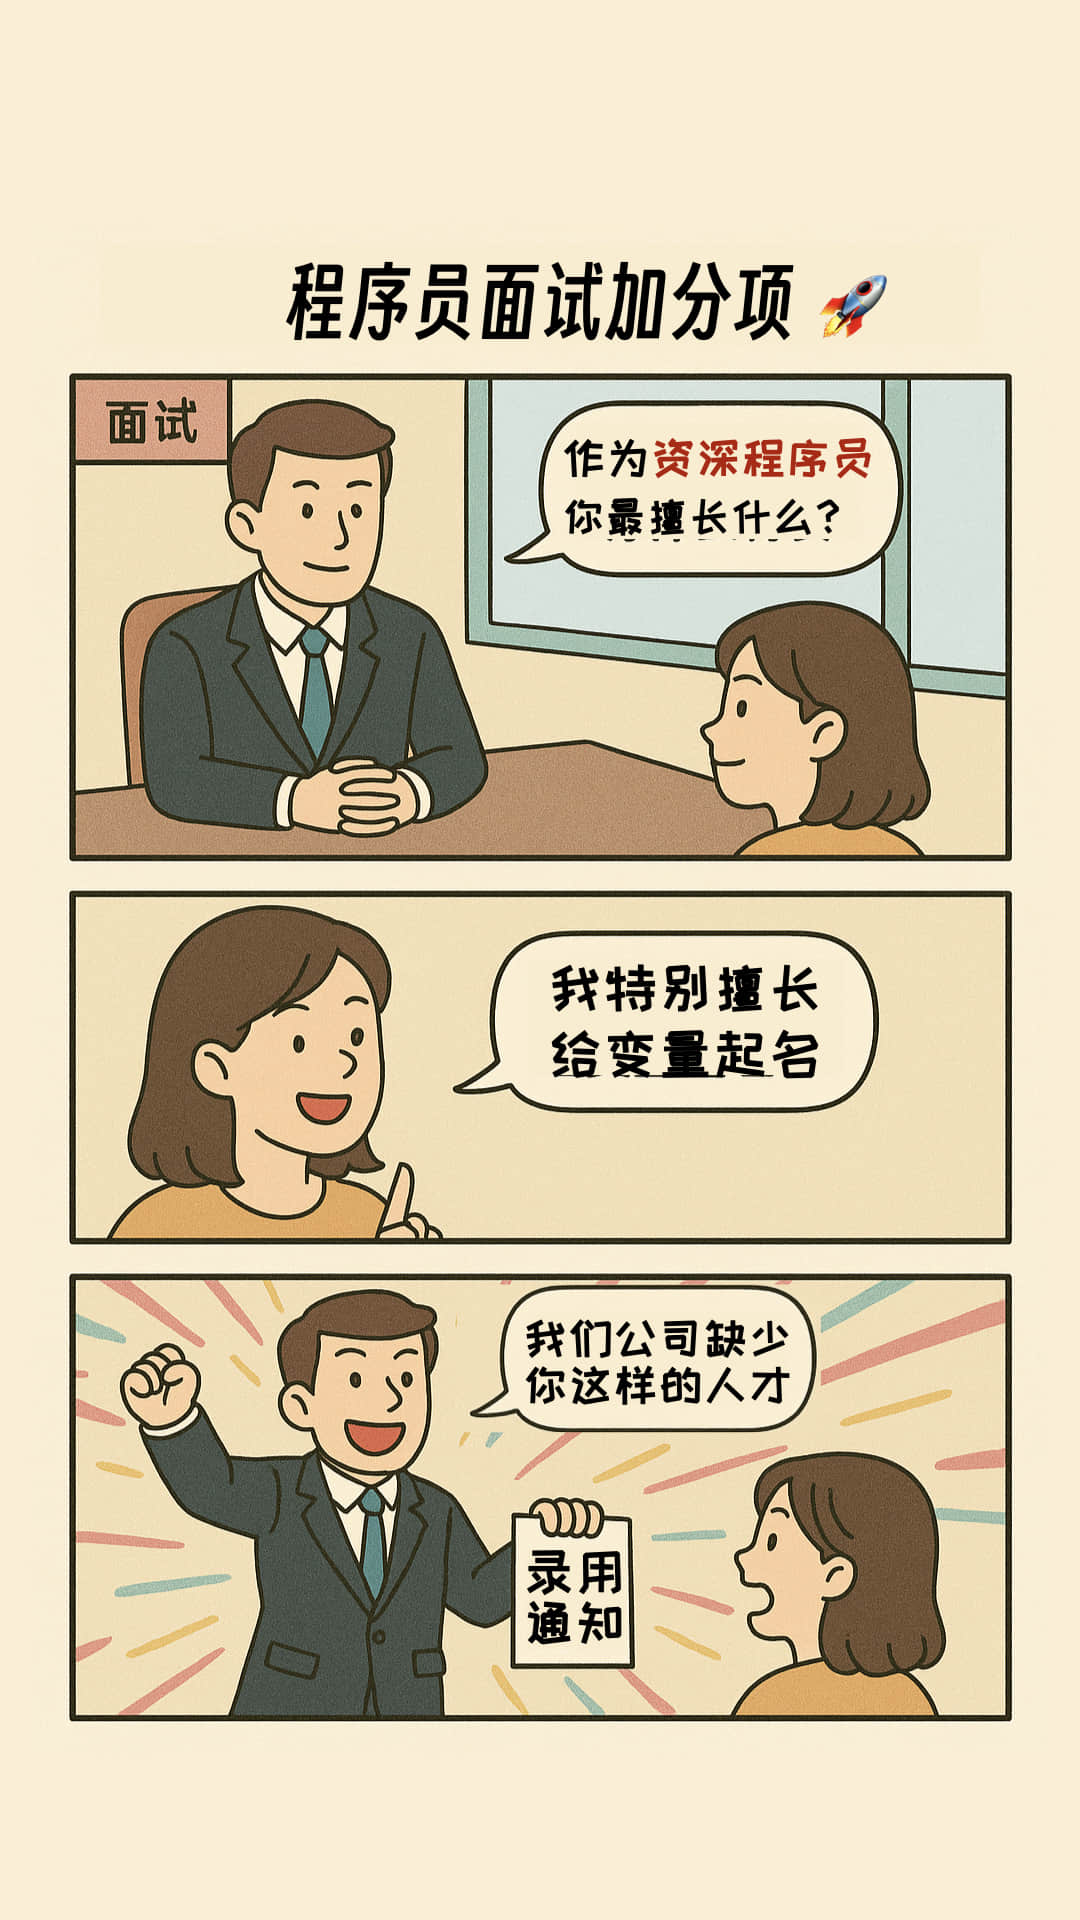 程序员面试加分项 🚀
面试
作为资深程序员
你最擅长什么?
我特别擅长
给变量起名
我们公司缺少
你这样的人才
录用
通知